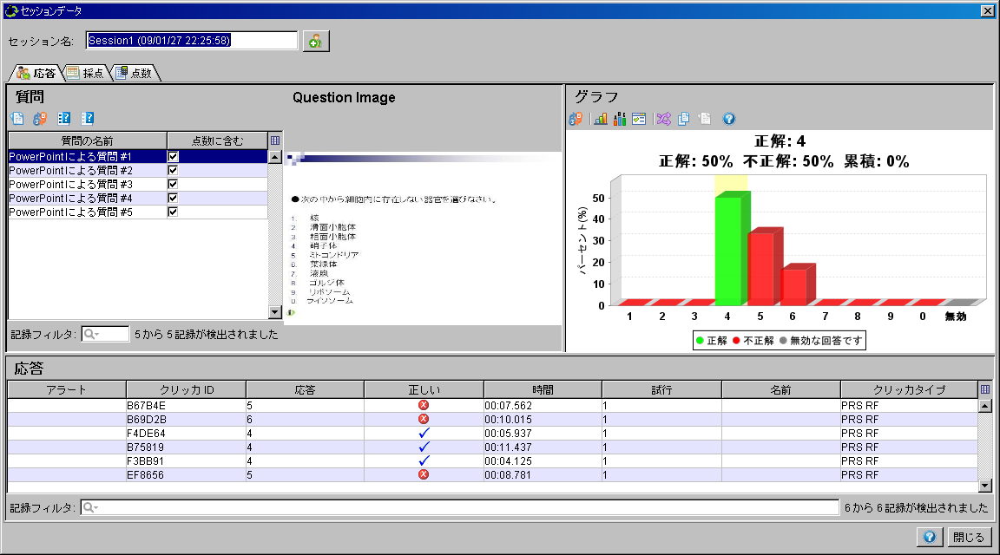 セッションデータ
セッション名: Session1 (09/01/27 22:25:58)
応答 採点 点数
質問
Question Image
質問の名前 点数に含む
PowerPointによる質問 #1
PowerPointによる質問 #2
PowerPointによる質問 #3
PowerPointによる質問 #4
PowerPointによる質問 #5
●次の中から細胞内に存在しない器官を選びなさい。
1. 核
2. 滑面小胞体
3. 粗面小胞体
4. 硝子体
5. ミトコンドリア
6. 葉緑体
7. 液胞
8. ゴルジ体
9. リボソーム
0. ライソソーム
記録フィルタ: 5 から 5 記録が検出されました
グラフ
正解: 4
正解: 50% 不正解: 50% 累積: 0%
パーセント(%)
50
40
30
20
10
0
1 2 3 4 5 6 7 8 9 0 無効
正解 不正解 無効な回答です
応答
アラート クリッカ ID 応答 正しい 時間 試行 名前 クリッカタイプ
B67B4E 5 00:07.562 1 PRS RF
B69D2B 6 00:10.015 1 PRS RF
F4DE64 4 00:05.937 1 PRS RF
B75819 4 00:11.437 1 PRS RF
F3BB91 4 00:04.125 1 PRS RF
EF8656 5 00:08.781 1 PRS RF
記録フィルタ: 6 から 6 記録が検出されました
閉じる